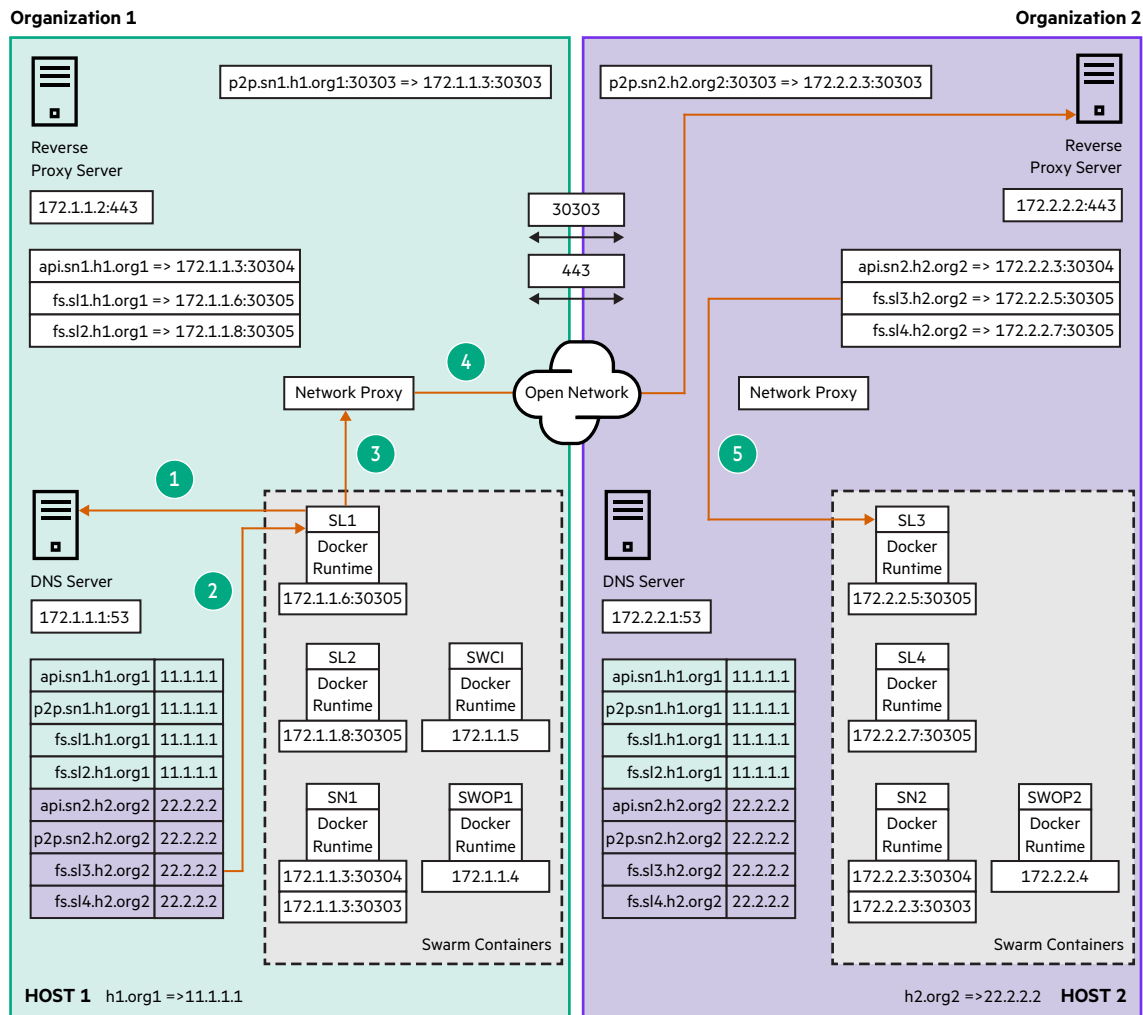 Organization 1
Organization 2
p2p.sn1.h1.org1:30303 => 172.1.1.3:30303
p2p.sn2.h2.org2:30303 => 172.2.2.3:30303
Reverse
Proxy Server
172.1.1.2:443
Reverse
Proxy Server
172.2.2.2:443
30303
443
api.sn1.h1.org1 => 172.1.1.3:30304
fs.sl1.h1.org1 => 172.1.1.6:30305
fs.sl2.h1.org1 => 172.1.1.8:30305
api.sn2.h2.org2 => 172.2.2.3:30304
fs.sl3.h2.org2 => 172.2.2.5:30305
fs.sl4.h2.org2 => 172.2.2.7:30305
4
Network Proxy
Open Network
Network Proxy
3
5
1
2
DNS Server
172.1.1.1:53
api.sn1.h1.org1 11.1.1.1
p2p.sn1.h1.org1 11.1.1.1
fs.sl1.h1.org1 11.1.1.1
fs.sl2.h1.org1 11.1.1.1
api.sn2.h2.org2 22.2.2.2
p2p.sn2.h2.org2 22.2.2.2
fs.sl3.h2.org2 22.2.2.2
fs.sl4.h2.org2 22.2.2.2
SL1
Docker
Runtime
172.1.1.6:30305
SL2
Docker
Runtime
172.1.1.8:30305
SWCI
Docker
Runtime
172.1.1.5
SN1
Docker
Runtime
172.1.1.3:30304
172.1.1.3:30303
SWOP1
Docker
Runtime
172.1.1.4
Swarm Containers
DNS Server
172.2.2.1:53
api.sn1.h1.org1 11.1.1.1
p2p.sn1.h1.org1 11.1.1.1
fs.sl1.h1.org1 11.1.1.1
fs.sl2.h1.org1 11.1.1.1
api.sn2.h2.org2 22.2.2.2
p2p.sn2.h2.org2 22.2.2.2
fs.sl3.h2.org2 22.2.2.2
fs.sl4.h2.org2 22.2.2.2
SL3
Docker
Runtime
172.2.2.5:30305
SL4
Docker
Runtime
172.2.2.7:30305
SN2
Docker
Runtime
172.2.2.3:30304
172.2.2.3:30303
SWOP2
Docker
Runtime
172.2.2.4
Swarm Containers
HOST 1 h1.org1 =>11.1.1.1
h2.org2 =>22.2.2.2 HOST 2